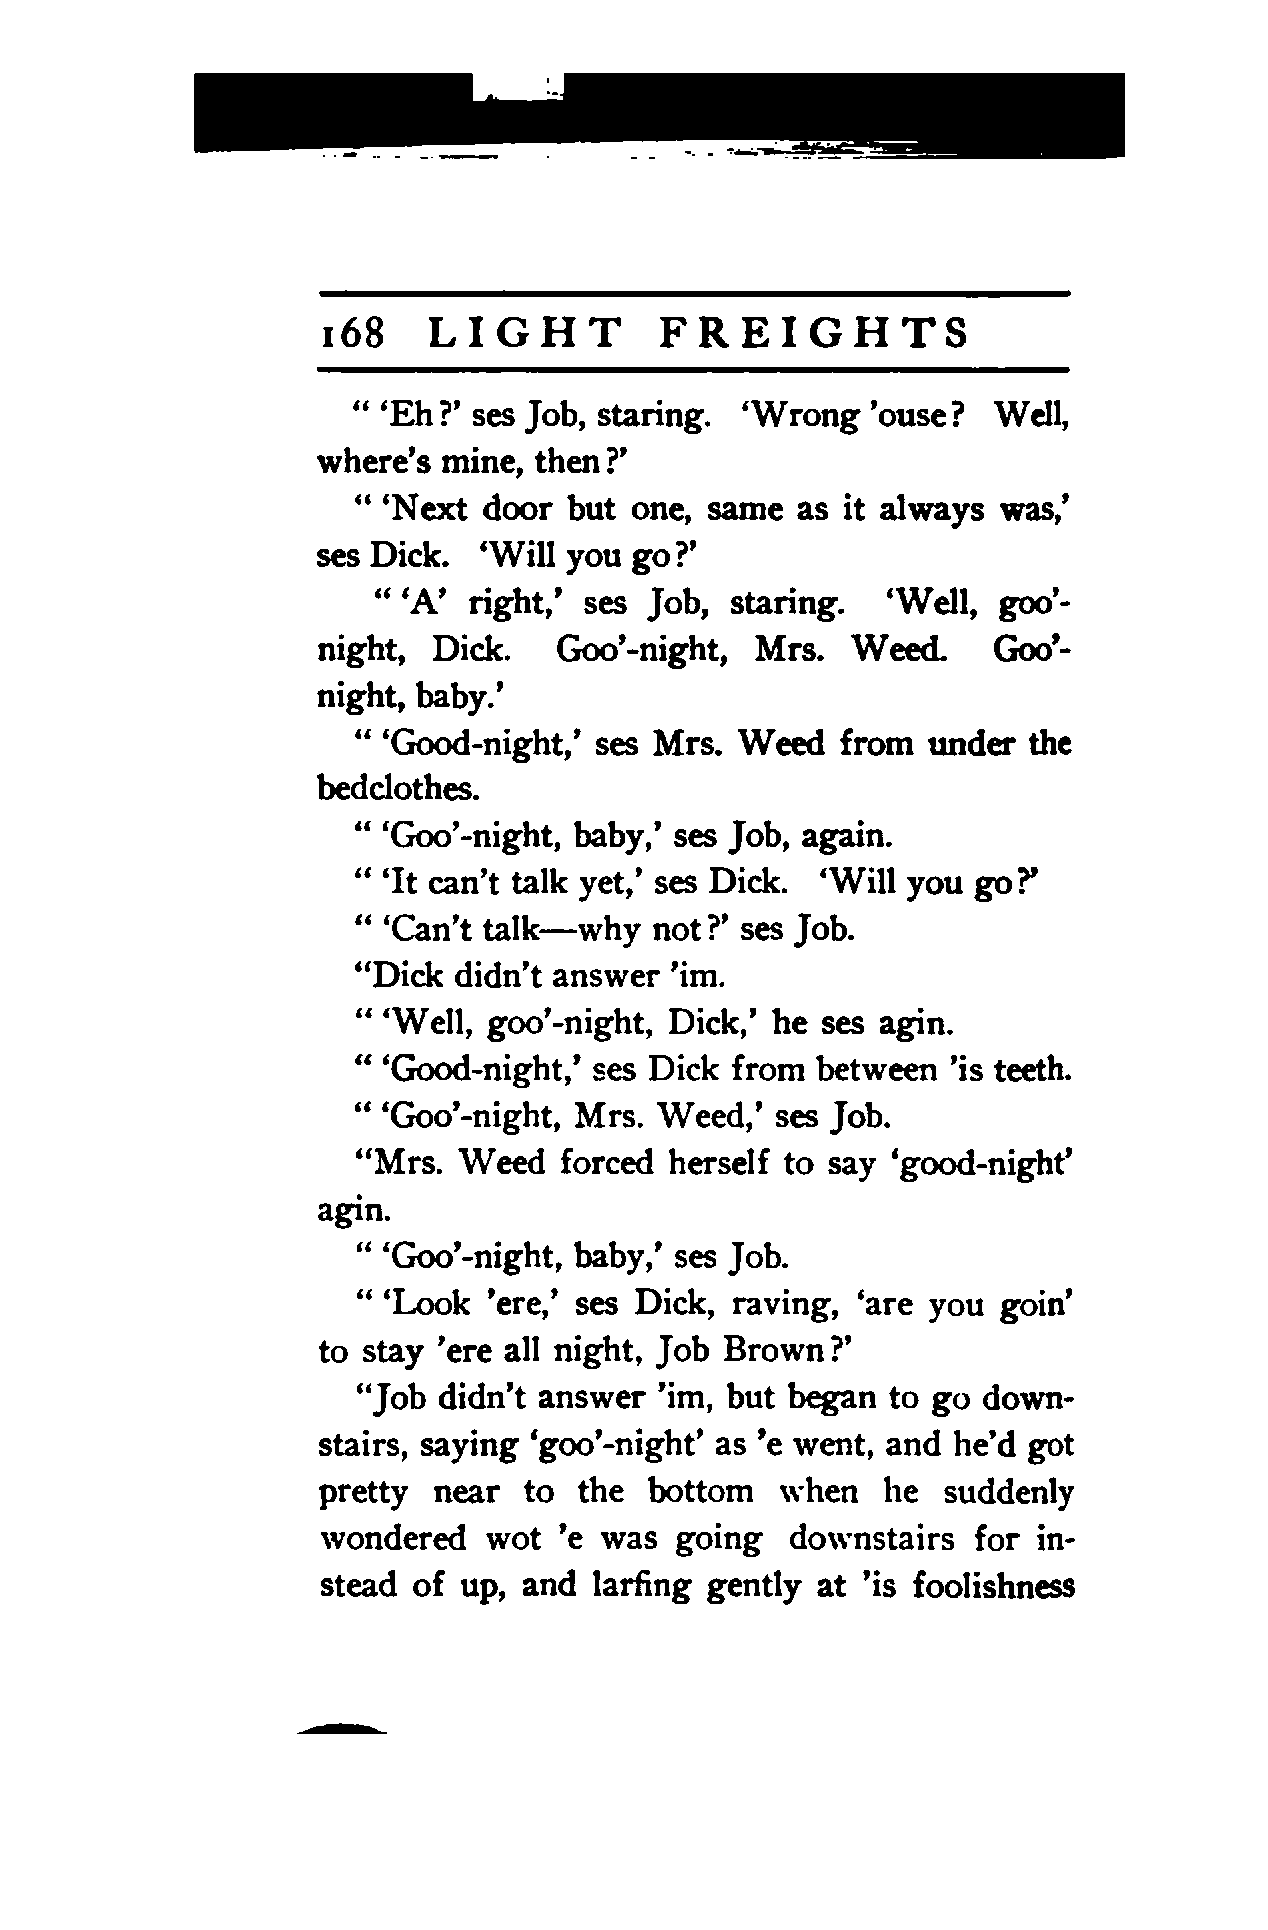 168 LIGHT FREIGHTS
“ ‘Eh?’ ses Job, staring. ‘Wrong ’ouse? Well,
where’s mine, then?’
“ ‘Next door but one, same as it always was,’
ses Dick. ‘Will you go?’
“ ‘A’ right,’ ses Job, staring. ‘Well, goo’-
night, Dick. Goo’-night, Mrs. Weed. Goo’-
night, baby.’
“ ‘Good-night,’ ses Mrs. Weed from under the
bedclothes.
“ ‘Goo’-night, baby,’ ses Job, again.
“ ‘It can’t talk yet,’ ses Dick. ‘Will you go?’
“ ‘Can’t talk—why not?’ ses Job.
“Dick didn’t answer ’im.
“ ‘Well, goo’-night, Dick,’ he ses agin.
“ ‘Good-night,’ ses Dick from between ’is teeth.
“ ‘Goo’-night, Mrs. Weed,’ ses Job.
“Mrs. Weed forced herself to say ‘good-night’
agin.
“ ‘Goo’-night, baby,’ ses Job.
“ ‘Look ’ere,’ ses Dick, raving, ‘are you goin’
to stay ’ere all night, Job Brown?’
“Job didn’t answer ’im, but began to go down-
stairs, saying ‘goo’-night’ as ’e went, and he’d got
pretty near to the bottom when he suddenly
wondered wot ’e was going downstairs for in-
stead of up, and larfing gently at ’is foolishness